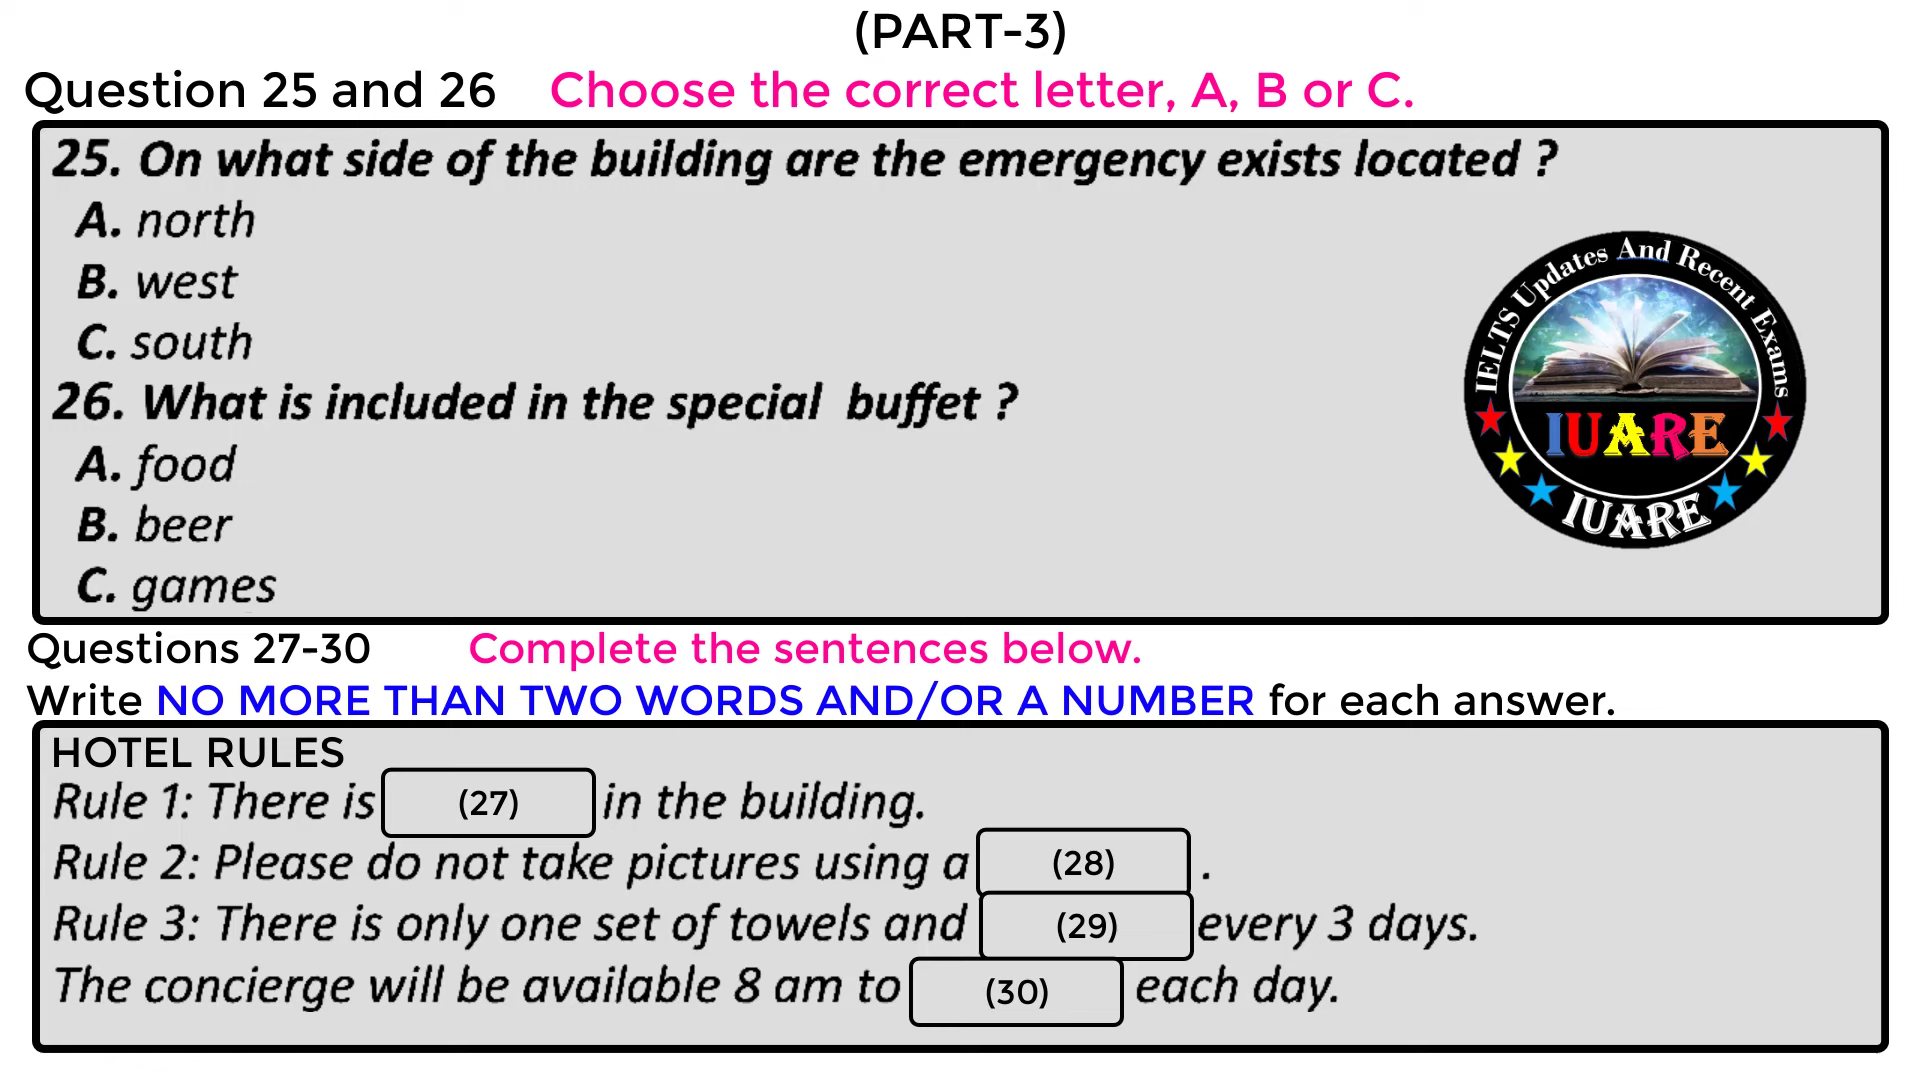 (PART-3)
Question 25 and 26 Choose the correct letter, A, B or C.
25. On what side of the building are the emergency exists located ?
A. north
B. west
C. south
26. What is included in the special buffet ?
A. food
B. beer
C. games
IELTS Updates And Recent Exams
IUARE
IUARE
Questions 27-30 Complete the sentences below.
Write NO MORE THAN TWO WORDS AND/OR A NUMBER for each answer.
HOTEL RULES
Rule 1: There is (27) in the building.
Rule 2: Please do not take pictures using a (28) .
Rule 3: There is only one set of towels and (29) every 3 days.
The concierge will be available 8 am to (30) each day.